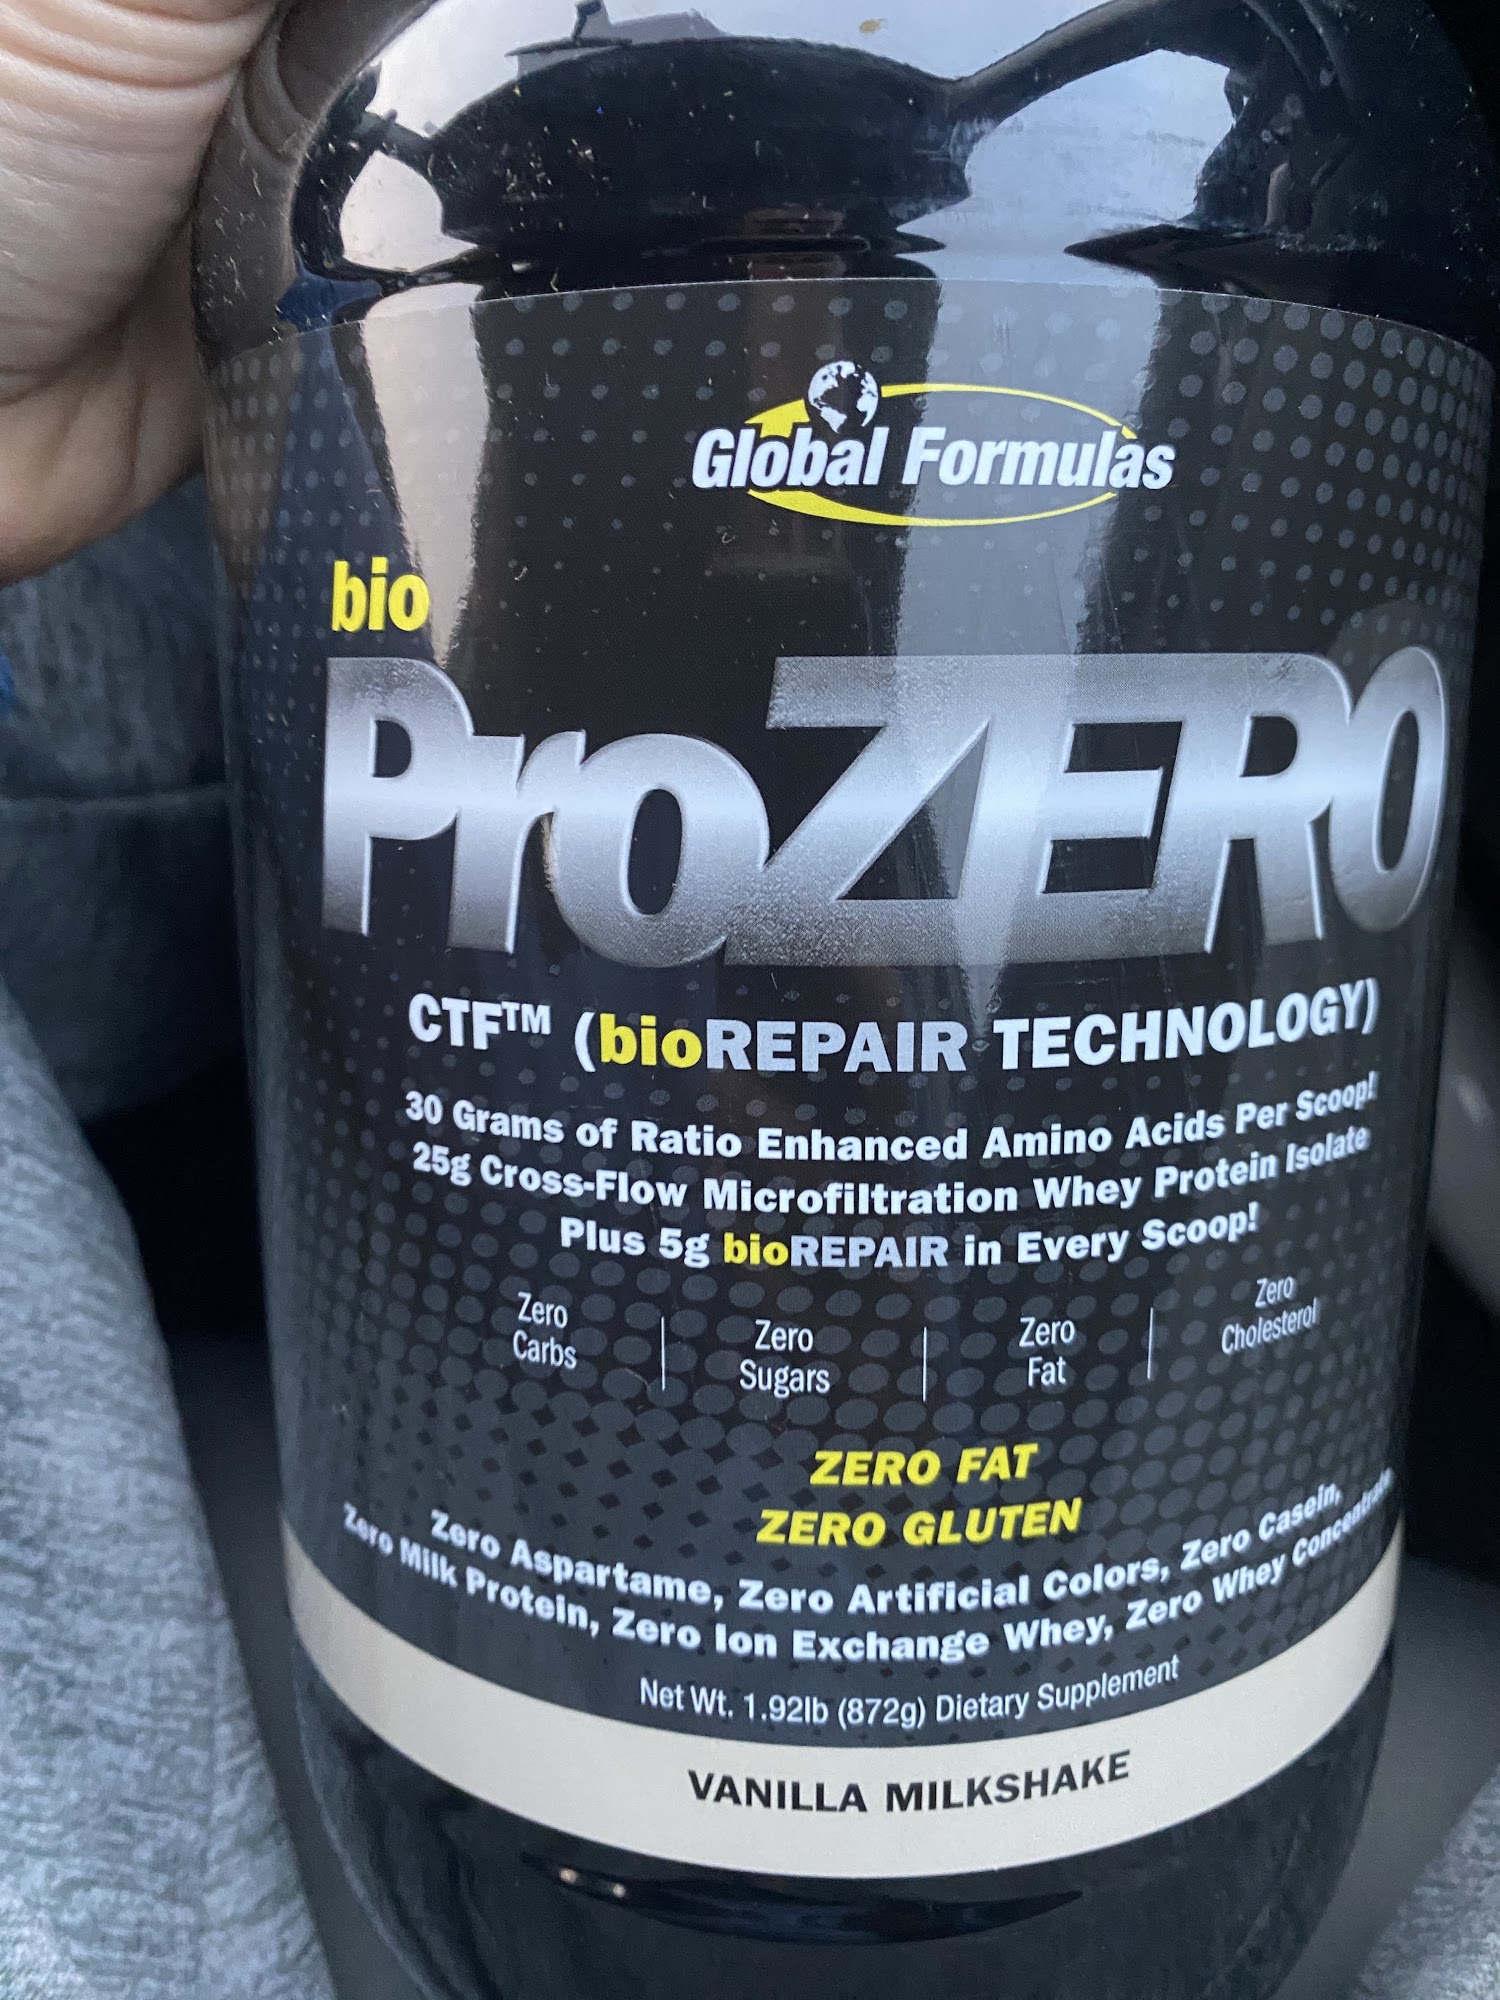 Global Formulas
bio
ProZERO
CTF™ (bioREPAIR TECHNOLOGY)
30 Grams of Ratio Enhanced Amino Acids Per Scoop!
25g Cross-Flow Microfiltration Whey Protein Isolate
Plus 5g bioREPAIR in Every Scoop!
Zero
Carbs
Zero
Sugars
Zero
Fat
Zero
Cholesterol
ZERO FAT
ZERO GLUTEN
Zero Aspartame, Zero Artificial Colors, Zero Casein,
Zero Milk Protein, Zero Ion Exchange Whey, Zero Whey Concentrate
Net Wt. 1.92lb (872g) Dietary Supplement
VANILLA MILKSHAKE